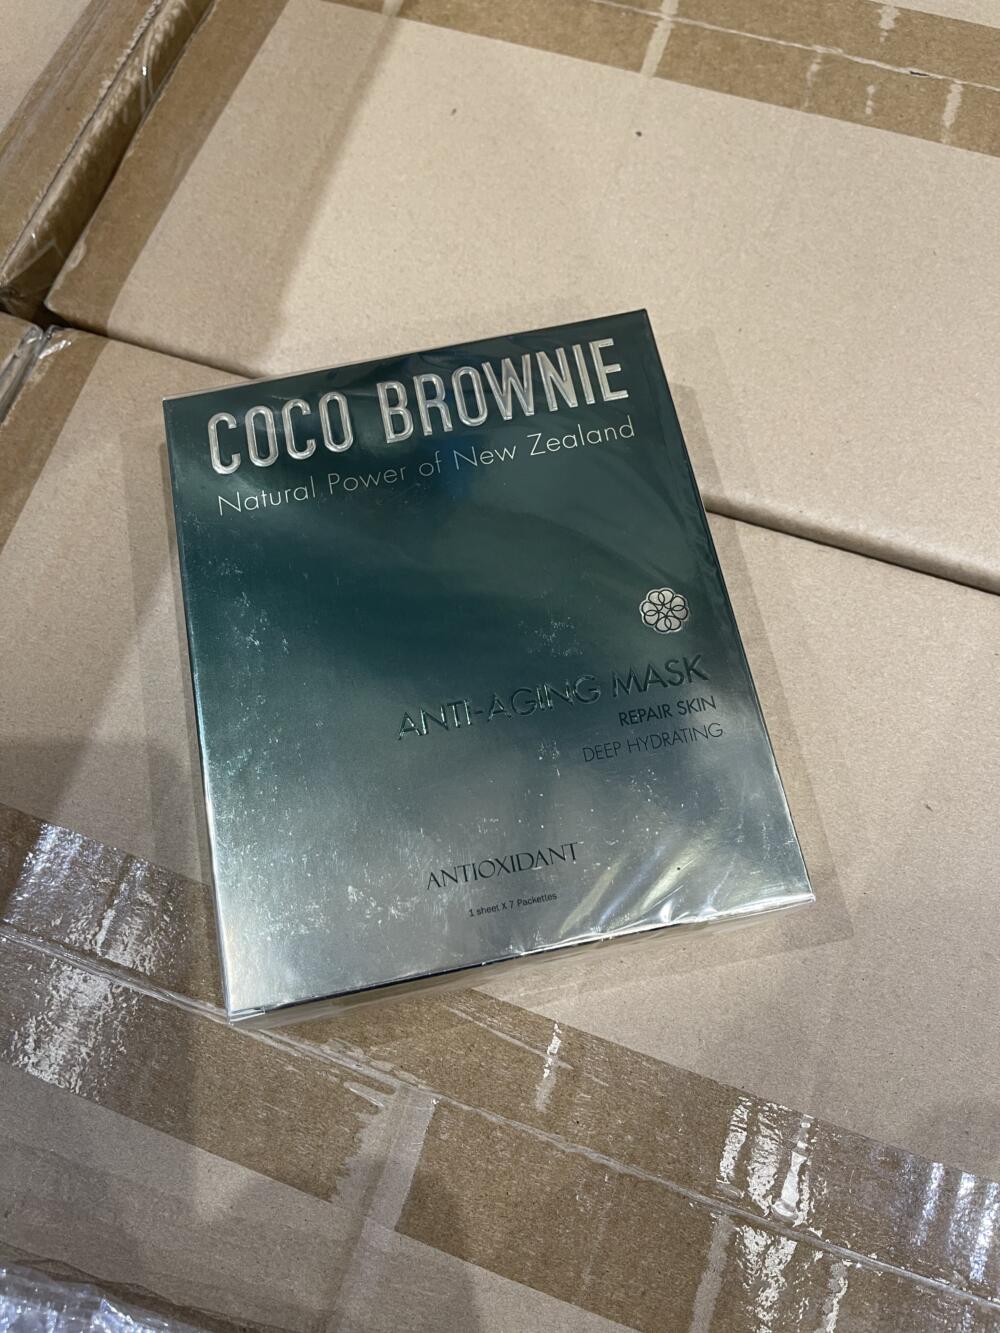 COCO BROWNIE
Natural Power of New Zealand
ANTI-AGING MASK
REPAIR SKIN
DEEP HYDRATING
ANTIOXIDANT
1 sheet X 7 Packettes